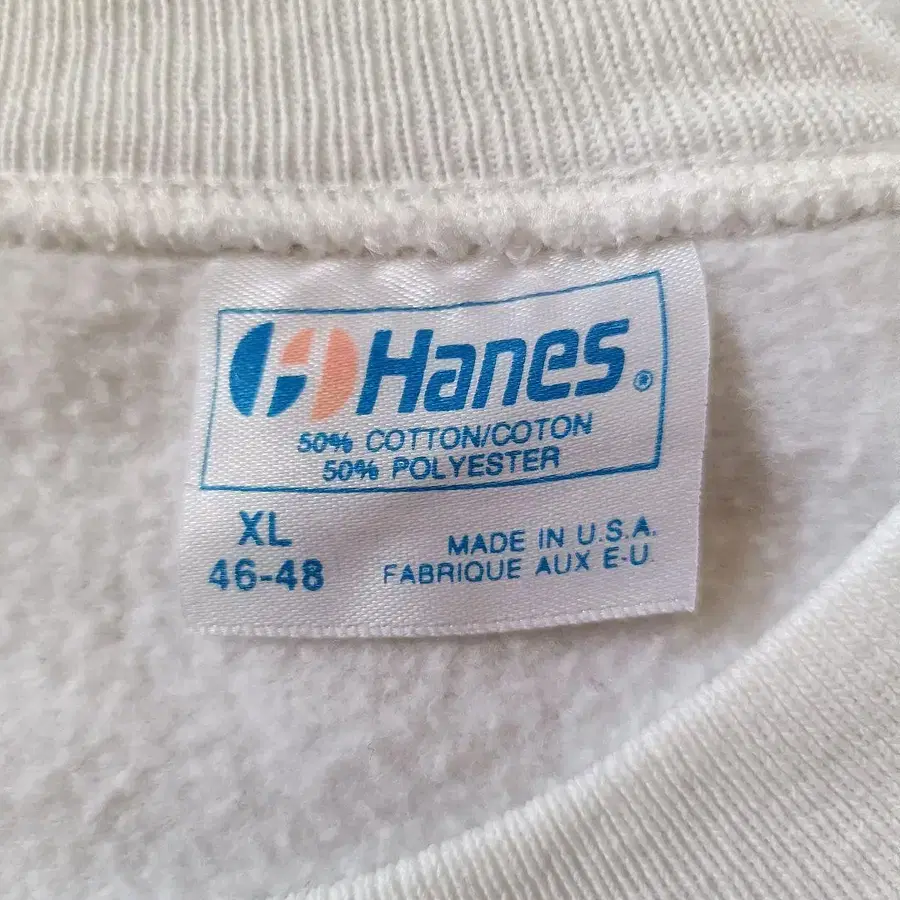 Hanes®
50% COTTON/COTON
50% POLYESTER
XL
46-48
MADE IN U.S.A.
FABRIQUE AUX E-U